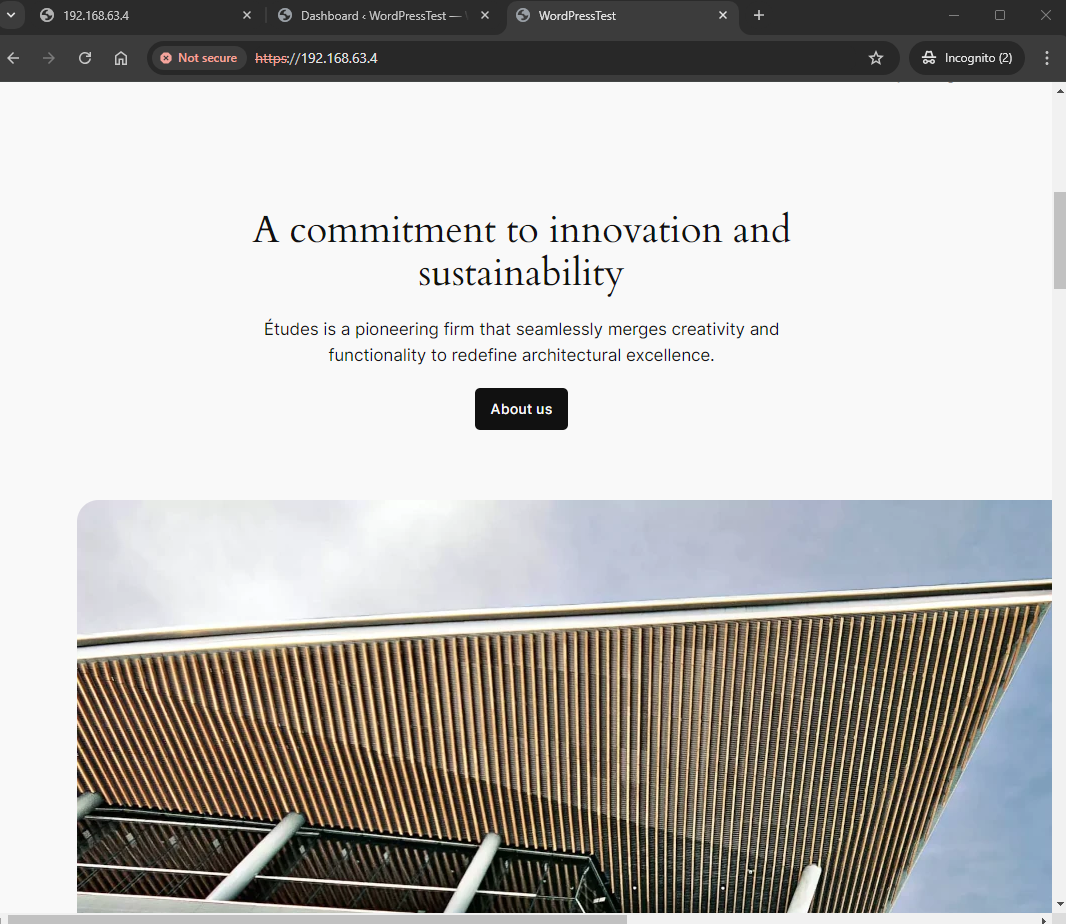 192.168.63.4
Dashboard ‹ WordPressTest —
WordPressTest
Not secure
https://192.168.63.4
Incognito (2)
A commitment to innovation and
sustainability
Études is a pioneering firm that seamlessly merges creativity and
functionality to redefine architectural excellence.
About us